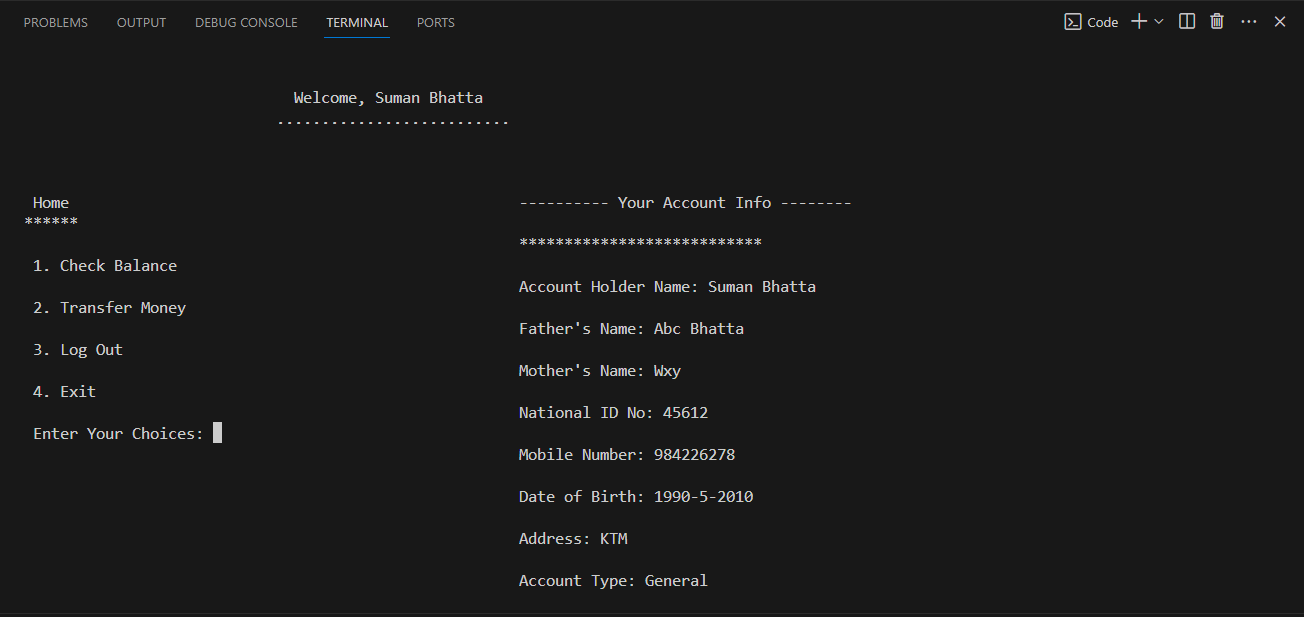 PROBLEMS OUTPUT DEBUG CONSOLE TERMINAL PORTS Code
Welcome, Suman Bhatta
..........................
Home
******
1. Check Balance
2. Transfer Money
3. Log Out
4. Exit
Enter Your Choices:
---------- Your Account Info --------
***************************
Account Holder Name: Suman Bhatta
Father's Name: Abc Bhatta
Mother's Name: Wxy
National ID No: 45612
Mobile Number: 984226278
Date of Birth: 1990-5-2010
Address: KTM
Account Type: General